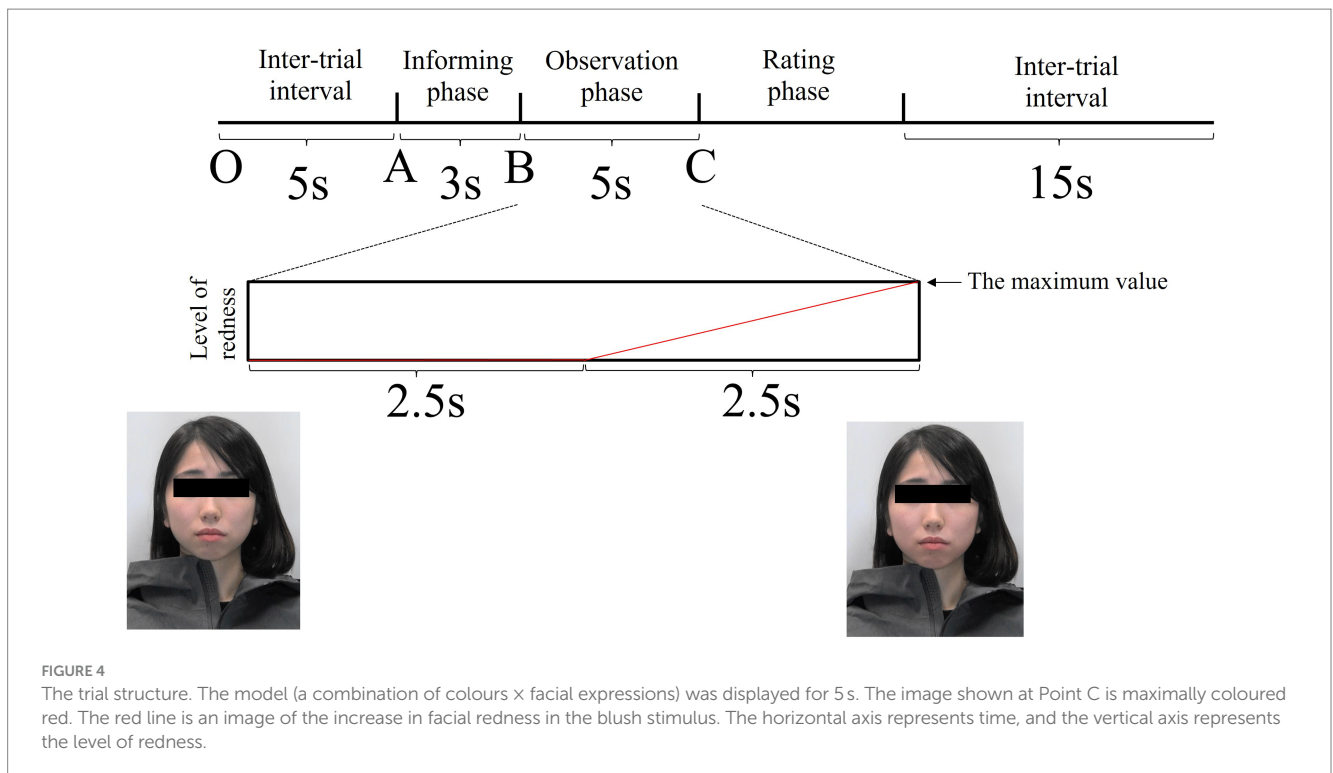 Inter-trial
interval
Informing
phase
Observation
phase
Rating
phase
Inter-trial
interval
O
5s
A
3s
B
5s
C
15s
Level of
redness
The maximum value
2.5s
2.5s
FIGURE 4
The trial structure. The model (a combination of colours × facial expressions) was displayed for 5 s. The image shown at Point C is maximally coloured
red. The red line is an image of the increase in facial redness in the blush stimulus. The horizontal axis represents time, and the vertical axis represents
the level of redness.